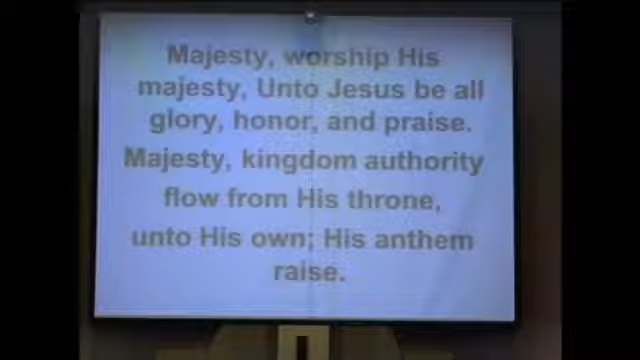 Majesty, worship His
majesty, Unto Jesus be all
glory, honor, and praise.
Majesty, kingdom authority
flow from His throne,
unto His own; His anthem
raise.